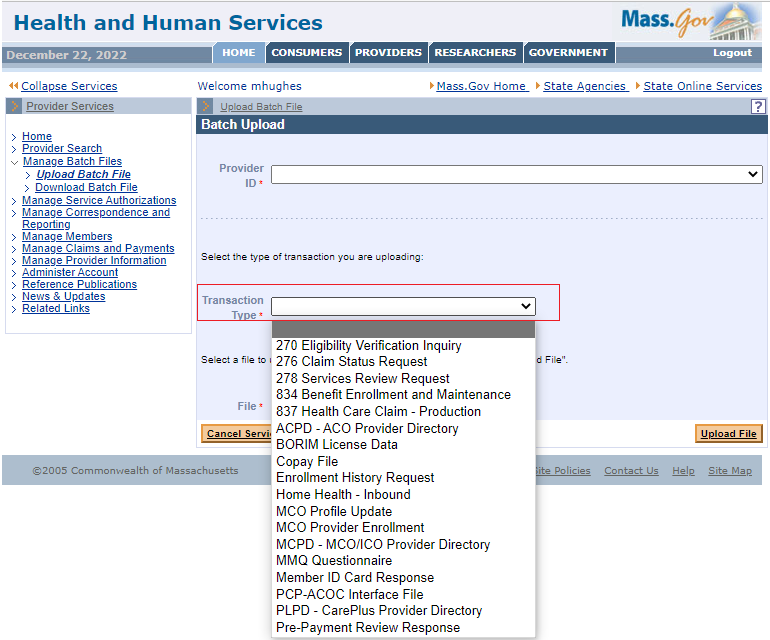 Health and Human Services
Mass.Gov
December 22, 2022
HOME CONSUMERS PROVIDERS RESEARCHERS GOVERNMENT Logout
Collapse Services
Welcome mhughes
Mass.Gov Home State Agencies State Online Services
Provider Services
Home
Provider Search
Manage Batch Files
Upload Batch File
Download Batch File
Manage Service Authorizations
Manage Correspondence and
Reporting
Manage Members
Manage Claims and Payments
Manage Provider Information
Administer Account
Reference Publications
News & Updates
Related Links
Upload Batch File ?
Batch Upload
Provider
ID *
Select the type of transaction you are uploading:
Transaction
Type *
270 Eligibility Verification Inquiry
276 Claim Status Request
278 Services Review Request
834 Benefit Enrollment and Maintenance
837 Health Care Claim - Production
ACPD - ACO Provider Directory
BORIM License Data
Copay File
Enrollment History Request
Home Health - Inbound
MCO Profile Update
MCO Provider Enrollment
MCPD - MCO/ICO Provider Directory
MMQ Questionnaire
Member ID Card Response
PCP-ACOC Interface File
PLPD - CarePlus Provider Directory
Pre-Payment Review Response
Select a file to
d File".
File *
Cancel Servi
Upload File
©2005 Commonwealth of Massachusetts
Site Policies Contact Us Help Site Map